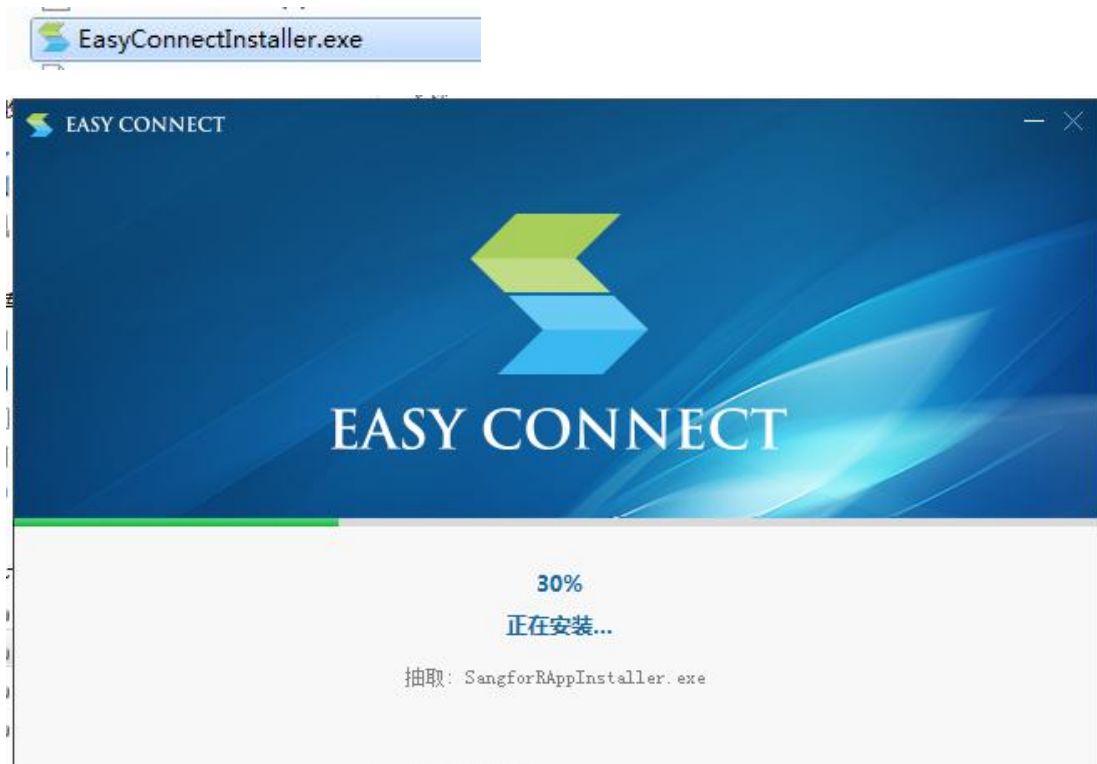 EasyConnectInstaller.exe
EASY CONNECT
EASY CONNECT
30%
正在安装...
抽取: SangforRAppInstaller.exe